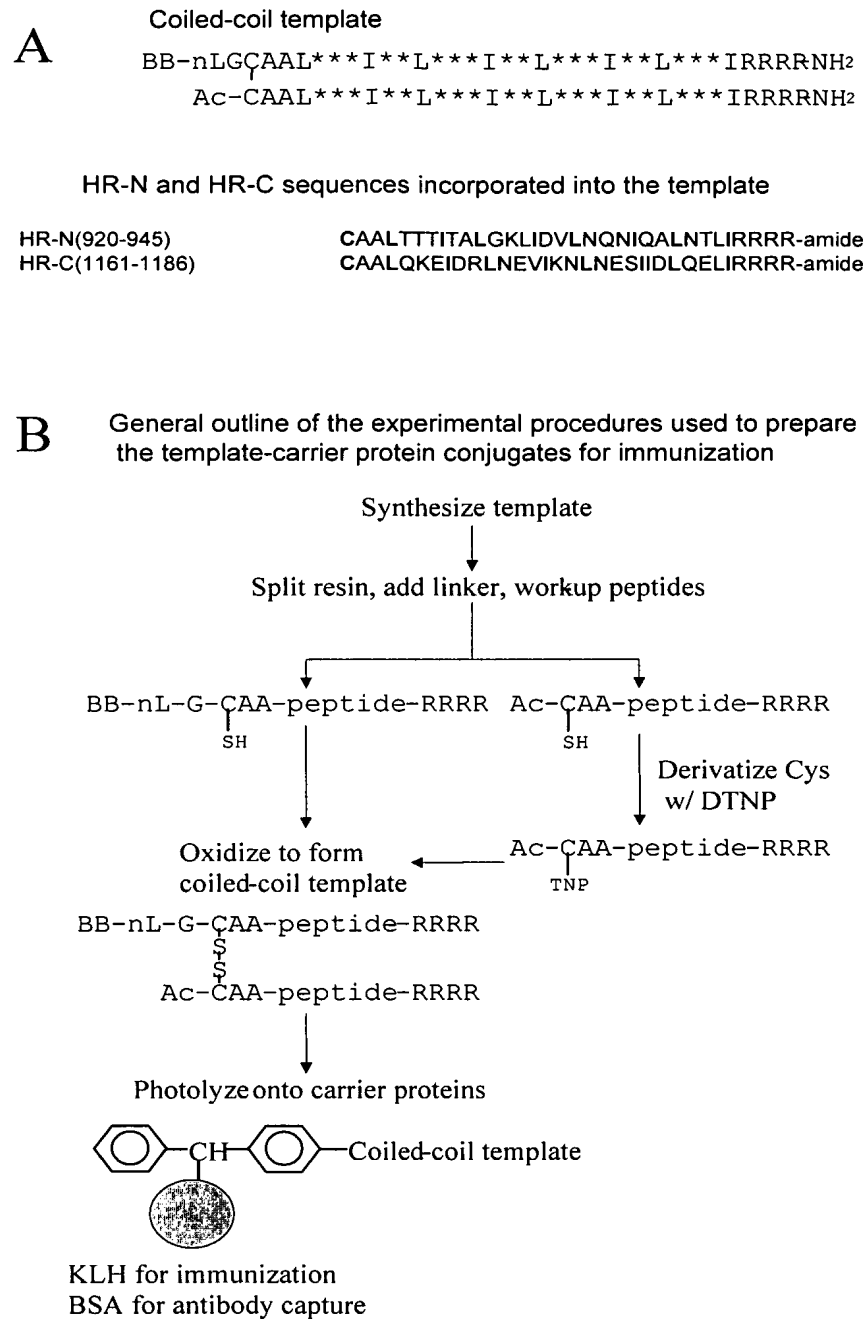 A
Coiled-coil template
BB-nLGCAAL***I**L***I**L***I**L***IRRRR-NH2
Ac-CAAL***I**L***I**L***I**L***IRRRR-NH2
HR-N and HR-C sequences incorporated into the template
HR-N(920-945) CAALTTTITALGKLIDVLNQNIQALNTLIRRRR-amide
HR-C(1161-1186) CAALQKEIDRLNEVIKNLNESIIDLQELIRRRR-amide
B
General outline of the experimental procedures used to prepare
the template-carrier protein conjugates for immunization
Synthesize template
Split resin, add linker, workup peptides
BB-nL-G-CAA-peptide-RRRR Ac-CAA-peptide-RRRR
SH SH
Derivatize Cys
w/ DTNP
Oxidize to form
coiled-coil template
Ac-CAA-peptide-RRRR
TNP
BB-nL-G-CAA-peptide-RRRR
S
S
Ac-CAA-peptide-RRRR
Photolyze onto carrier proteins
CH Coiled-coil template
KLH for immunization
BSA for antibody capture